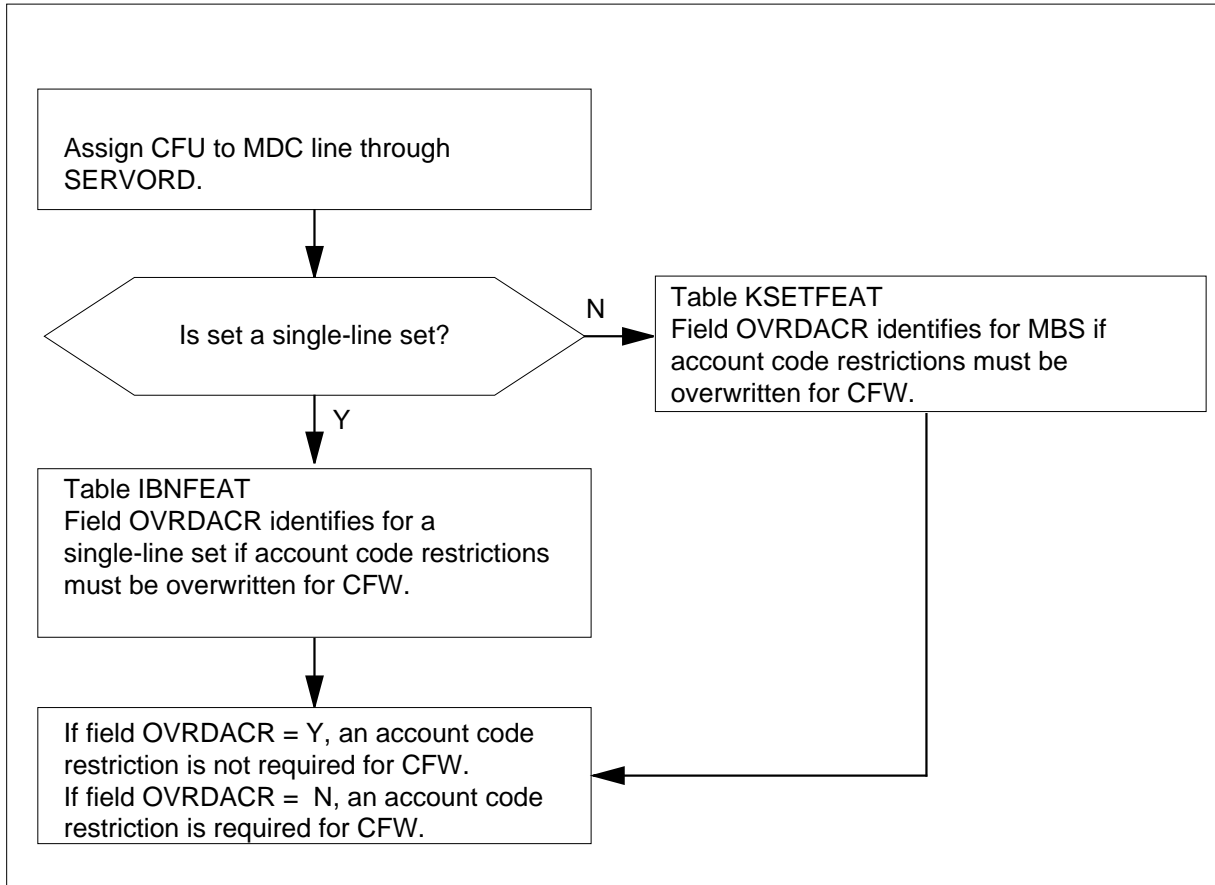 Assign CFU to MDC line through
SERVORD.
Is set a single-line set?
N
Table KSETFEAT
Field OVRDACR identifies for MBS if
account code restrictions must be
overwritten for CFW.
Y
Table IBNFEAT
Field OVRDACR identifies for a
single-line set if account code restrictions
must be overwritten for CFW.
If field OVRDACR = Y, an account code
restriction is not required for CFW.
If field OVRDACR =  N, an account code
restriction is required for CFW.